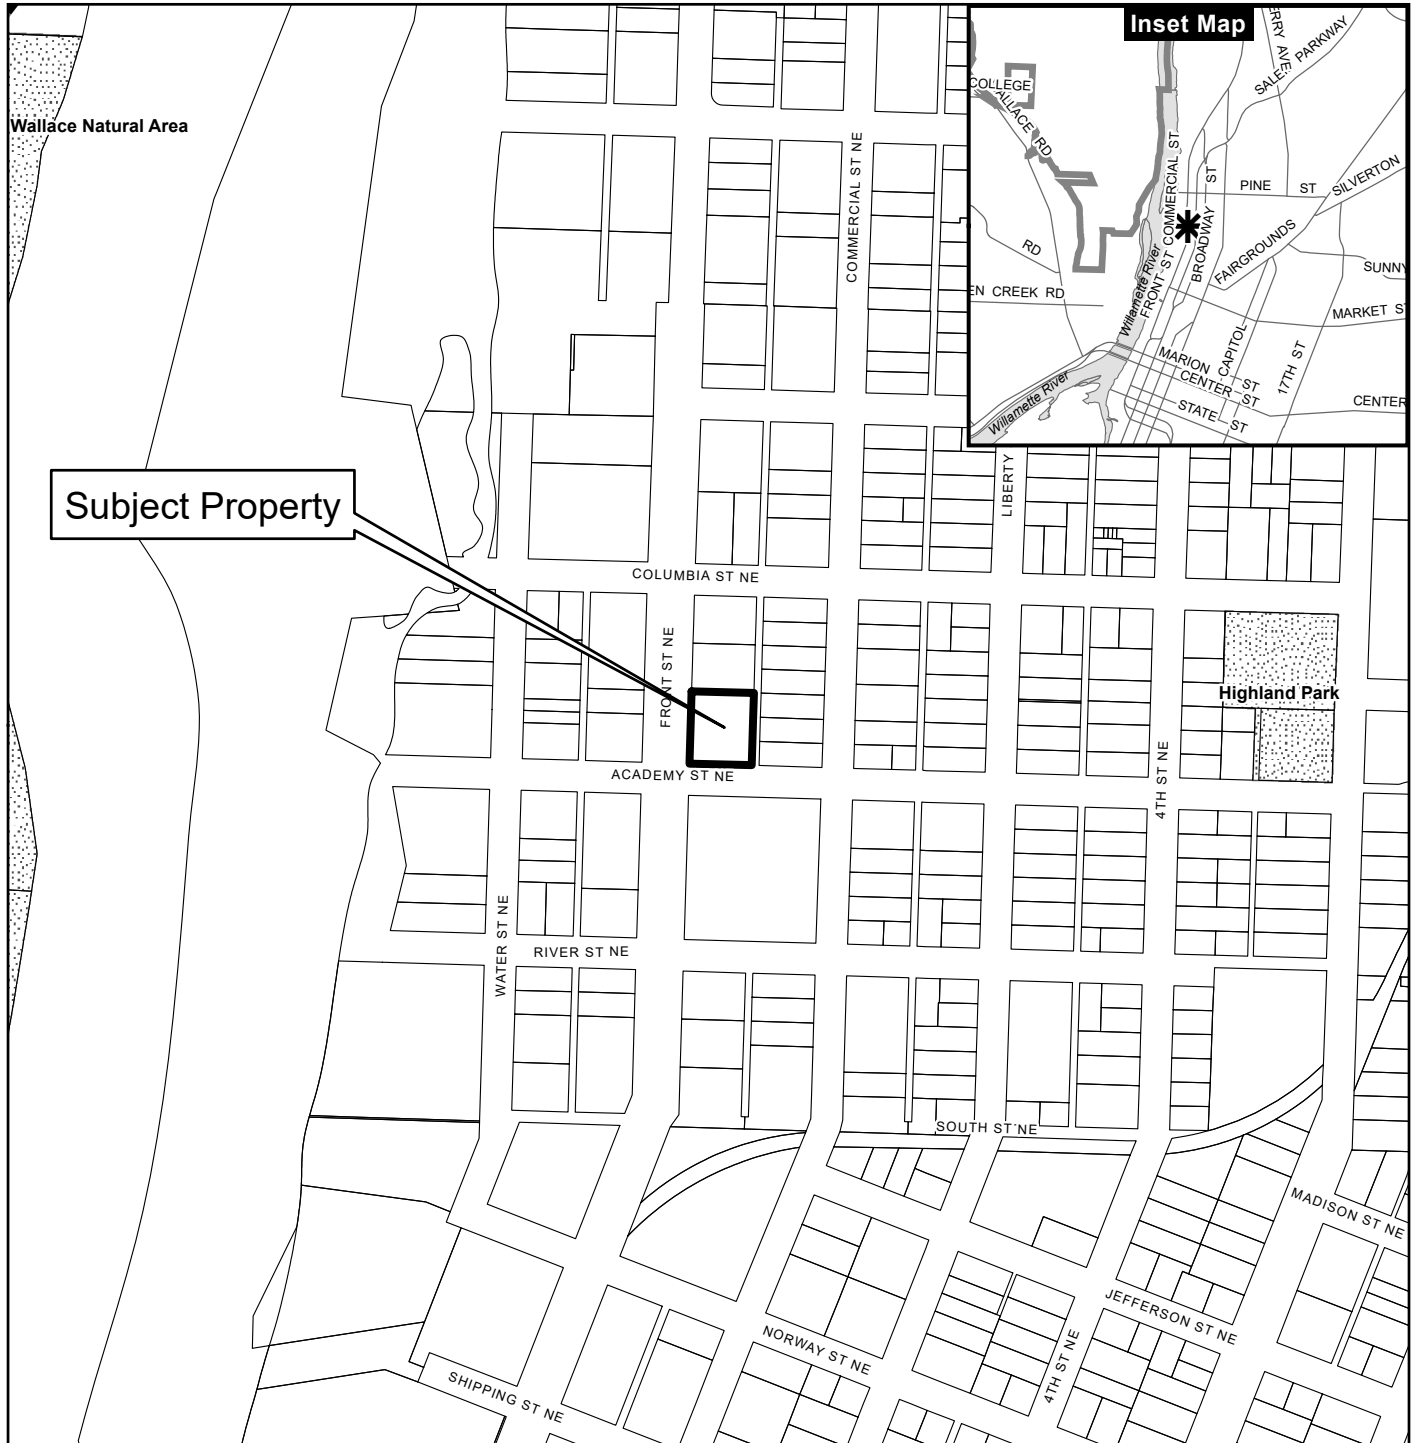 Inset Map
ERRY AVE
SALEM PARKWAY
COLLEGE
WALLACE RD
PINE ST
SILVERTON
COMMERCIAL ST
FRONT ST
BROADWAY ST
FAIRGROUNDS
RD
SUNNY
EN CREEK RD
Willamette River
MARKET ST
CAPITOL
17TH ST
MARION ST
CENTER ST
STATE ST
CENTER
Willamette River
Wallace Natural Area
COMMERCIAL ST NE
Subject Property
LIBERTY
COLUMBIA ST NE
FRONT ST NE
Highland Park
ACADEMY ST NE
4TH ST NE
WATER ST NE
RIVER ST NE
SOUTH ST NE
MADISON ST NE
JEFFERSON ST NE
NORWAY ST NE
4TH ST NE
SHIPPING ST NE